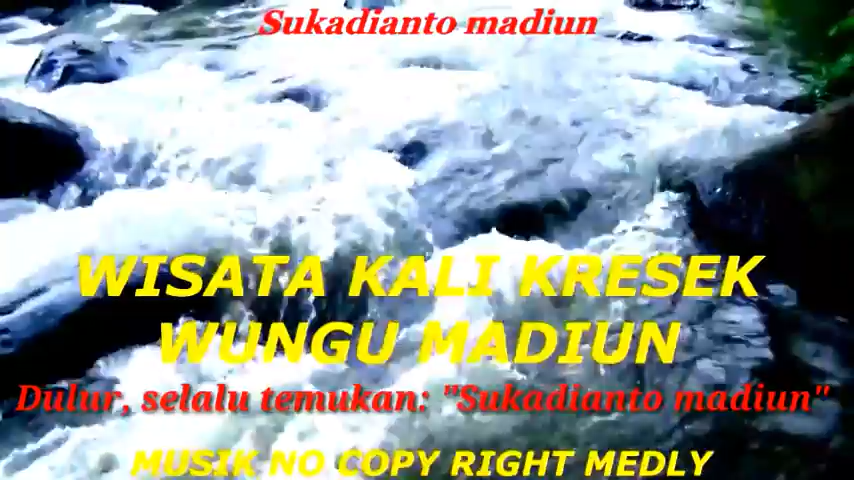 Sukadianto madiun
WISATA KALI KRESEK
WUNGU MADIUN
Dulur, selalu temukan: "Sukadianto madiun"
MUSIK NO COPY RIGHT MEDLY